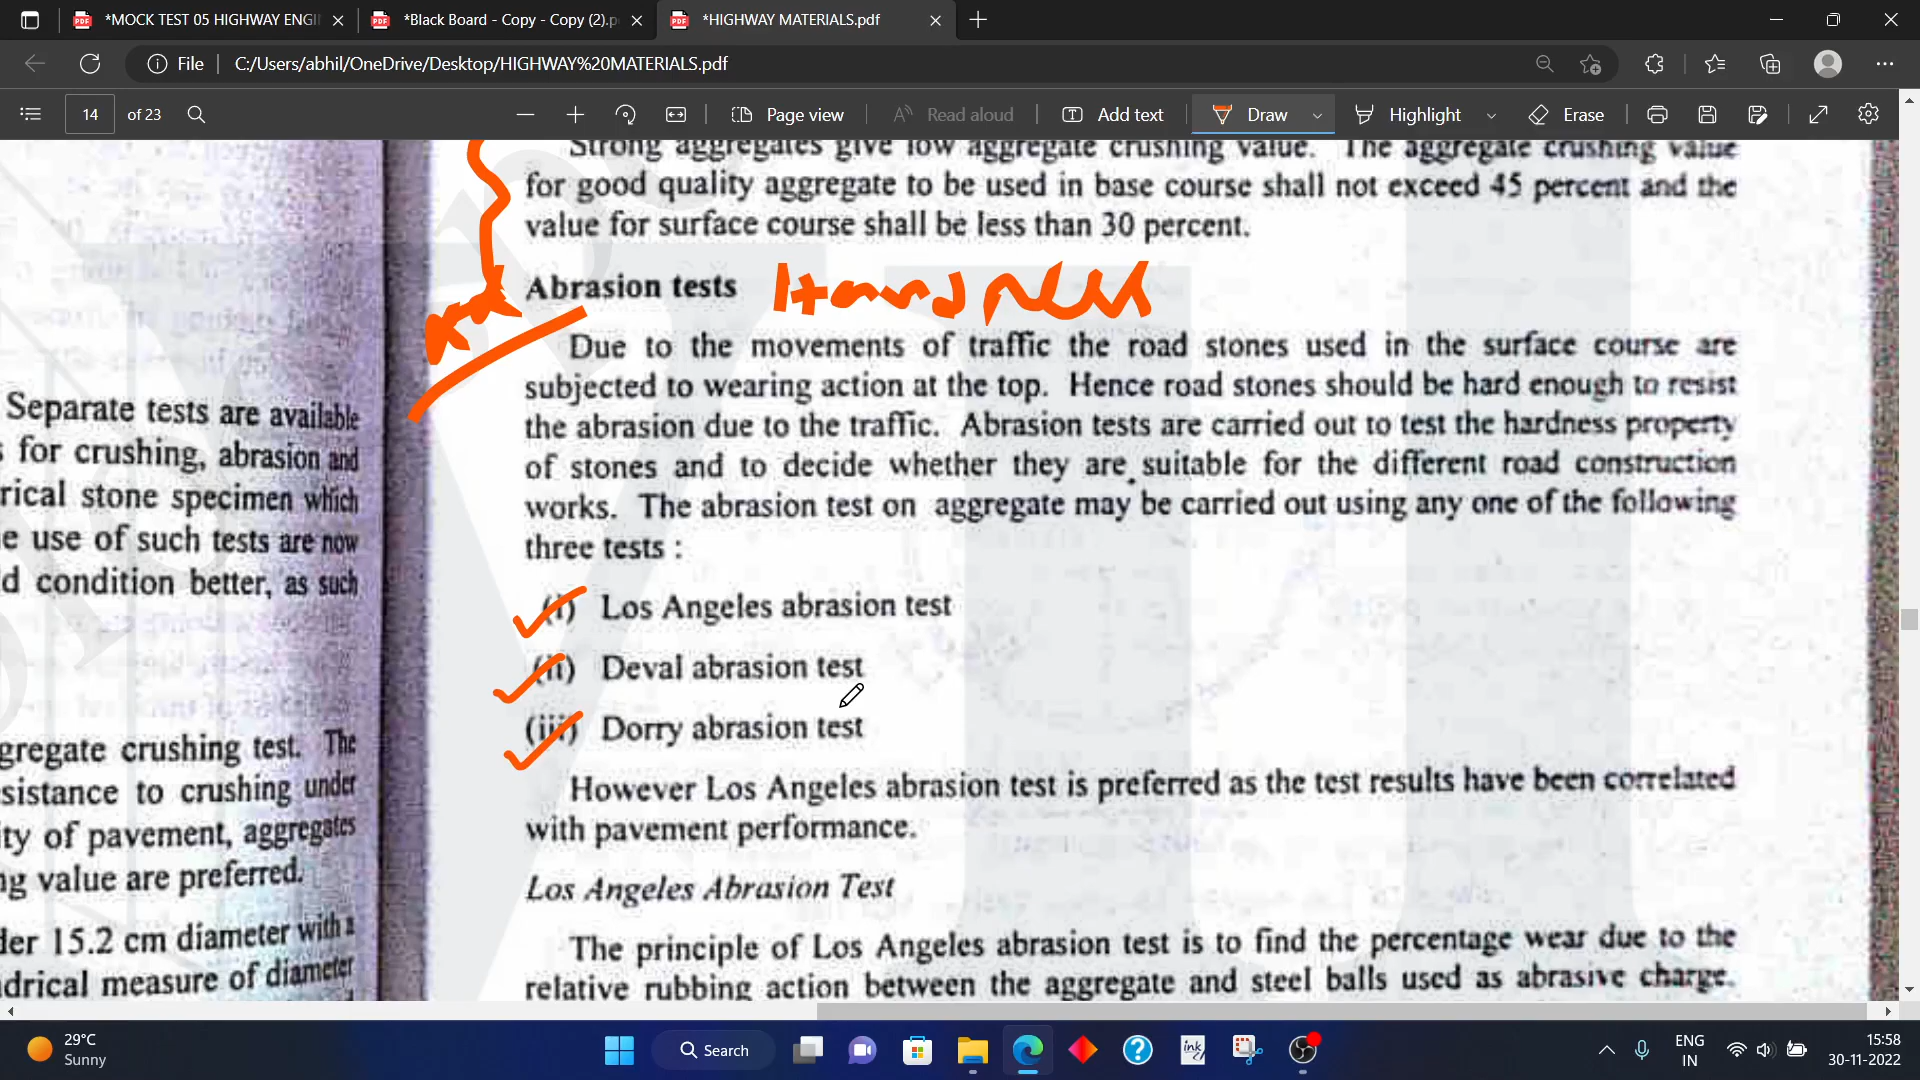 *MOCK TEST 05 HIGHWAY ENGI
*Black Board - Copy - Copy (2).p
*HIGHWAY MATERIALS.pdf
File
C:/Users/abhil/OneDrive/Desktop/HIGHWAY%20MATERIALS.pdf
14 of 23
Page view
Read aloud
Add text
Draw
Highlight
Erase
Separate tests are available
for crushing, abrasion and
rical stone specimen which
e use of such tests are now
d condition better, as such
gregate crushing test. The
sistance to crushing under
ity of pavement, aggregates
ng value are preferred.
der 15.2 cm diameter with a
drical measure of diameter
Strong aggregates give low aggregate crushing value. The aggregate crushing value
for good quality aggregate to be used in base course shall not exceed 45 percent and the
value for surface course shall be less than 30 percent.
Abrasion tests Hardness
Due to the movements of traffic the road stones used in the surface course are
subjected to wearing action at the top. Hence road stones should be hard enough to resist
the abrasion due to the traffic. Abrasion tests are carried out to test the hardness property
of stones and to decide whether they are suitable for the different road construction
works. The abrasion test on aggregate may be carried out using any one of the following
three tests :
(i) Los Angeles abrasion test
(ii) Deval abrasion test
(iii) Dorry abrasion test
However Los Angeles abrasion test is preferred as the test results have been correlated
with pavement performance.
Los Angeles Abrasion Test
The principle of Los Angeles abrasion test is to find the percentage wear due to the
relative rubbing action between the aggregate and steel balls used as abrasive charge.
29°C
Sunny
Search
ink
ENG
IN
15:58
30-11-2022